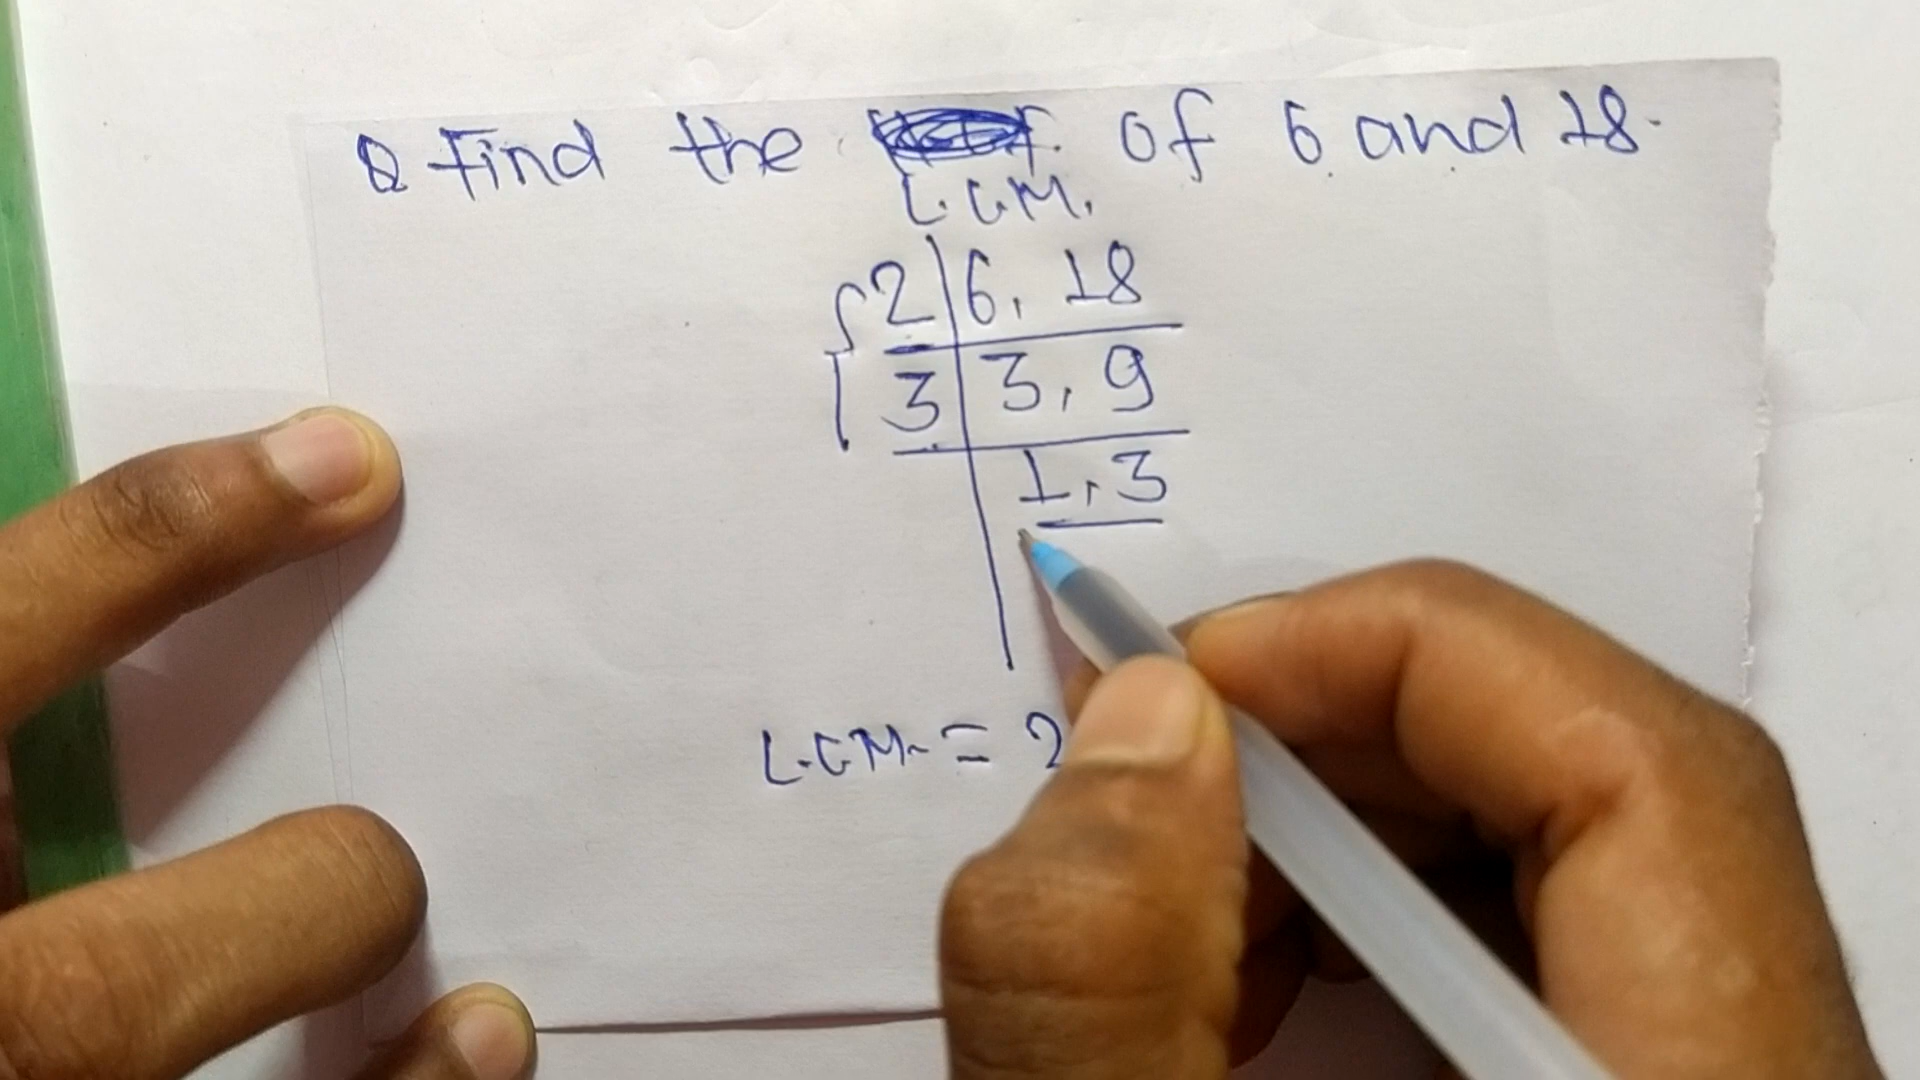 Q Find the of 6 and 18.
L.C.M.
2 6, 18
3 3, 9
1, 3
L.C.M. = 2